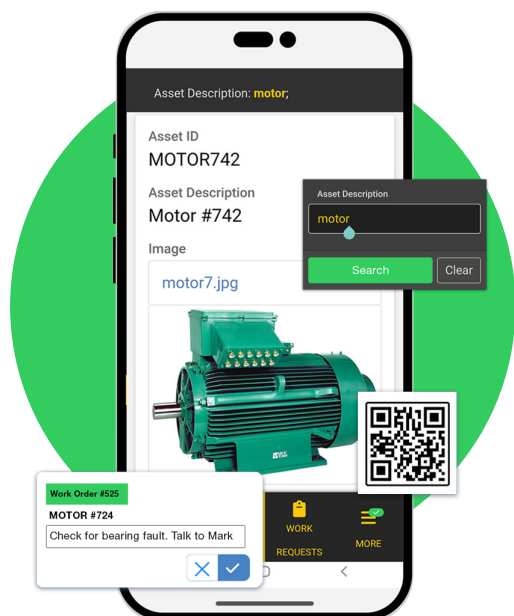 Asset Description: motor;
Asset ID
MOTOR742
Asset Description
Motor #742
Image
motor7.jpg
Asset Description
motor
Search
Clear
Work Order #525
MOTOR #724
Check for bearing fault. Talk to Mark
WORK
REQUESTS
MORE